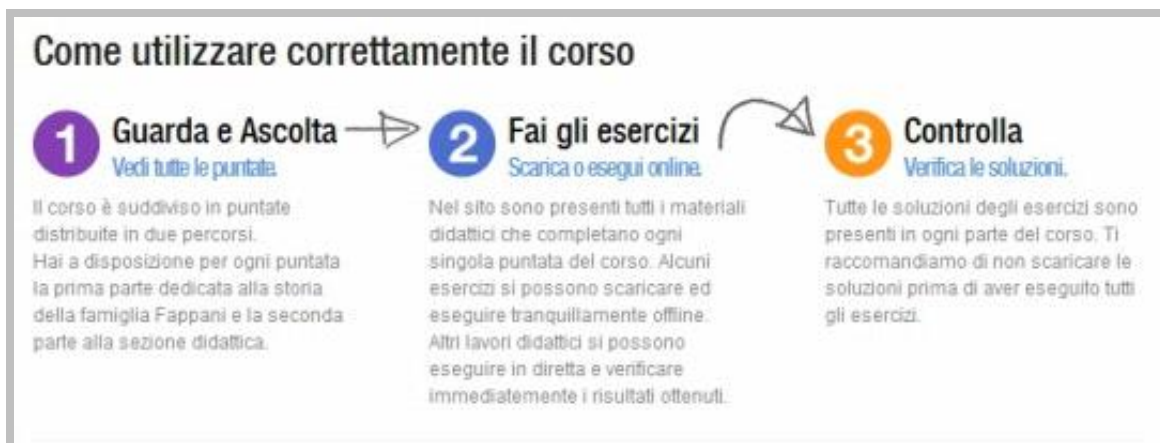 Come utilizzare correttamente il corso
1
Guarda e Ascolta
Vedi tutte le puntate.
Il corso è suddiviso in puntate
distribuite in due percorsi.
Hai a disposizione per ogni puntata
la prima parte dedicata alla storia
della famiglia Fappani e la seconda
parte alla sezione didattica.
2
Fai gli esercizi
Scarica o esegui online.
Nel sito sono presenti tutti i materiali
didattici che completano ogni
singola puntata del corso. Alcuni
esercizi si possono scaricare ed
eseguire tranquillamente offline.
Altri lavori didattici si possono
eseguire in diretta e verificare
immediatamente i risultati ottenuti.
3
Controlla
Verifica le soluzioni.
Tutte le soluzioni degli esercizi sono
presenti in ogni parte del corso. Ti
raccomandiamo di non scaricare le
soluzioni prima di aver eseguito tutti
gli esercizi.